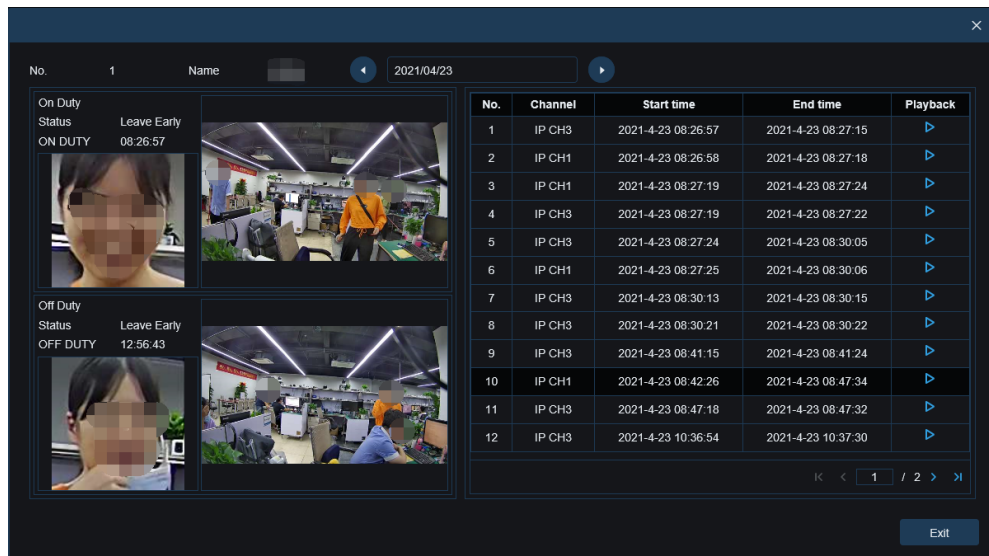 No. 1 Name 2021/04/23
On Duty
Status Leave Early
ON DUTY 08:26:57
Off Duty
Status Leave Early
OFF DUTY 12:56:43
No. Channel Start time End time Playback
1 IP CH3 2021-4-23 08:26:57 2021-4-23 08:27:15
2 IP CH1 2021-4-23 08:26:58 2021-4-23 08:27:18
3 IP CH1 2021-4-23 08:27:19 2021-4-23 08:27:24
4 IP CH3 2021-4-23 08:27:19 2021-4-23 08:27:22
5 IP CH3 2021-4-23 08:27:24 2021-4-23 08:30:05
6 IP CH1 2021-4-23 08:27:25 2021-4-23 08:30:06
7 IP CH3 2021-4-23 08:30:13 2021-4-23 08:30:15
8 IP CH3 2021-4-23 08:30:21 2021-4-23 08:30:22
9 IP CH3 2021-4-23 08:41:15 2021-4-23 08:41:24
10 IP CH1 2021-4-23 08:42:26 2021-4-23 08:47:34
11 IP CH3 2021-4-23 08:47:18 2021-4-23 08:47:32
12 IP CH3 2021-4-23 10:36:54 2021-4-23 10:37:30
1 / 2
Exit